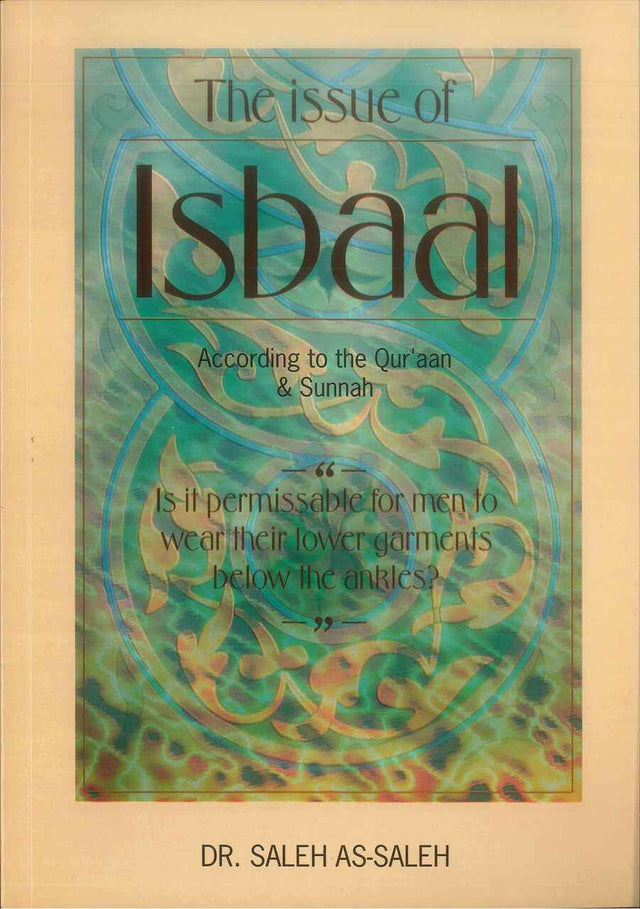 The issue of
Isbaal
According to the Qur'aan
& Sunnah
“
Is it permissable for men to
wear their lower garments
below the ankles?
”
DR. SALEH AS-SALEH